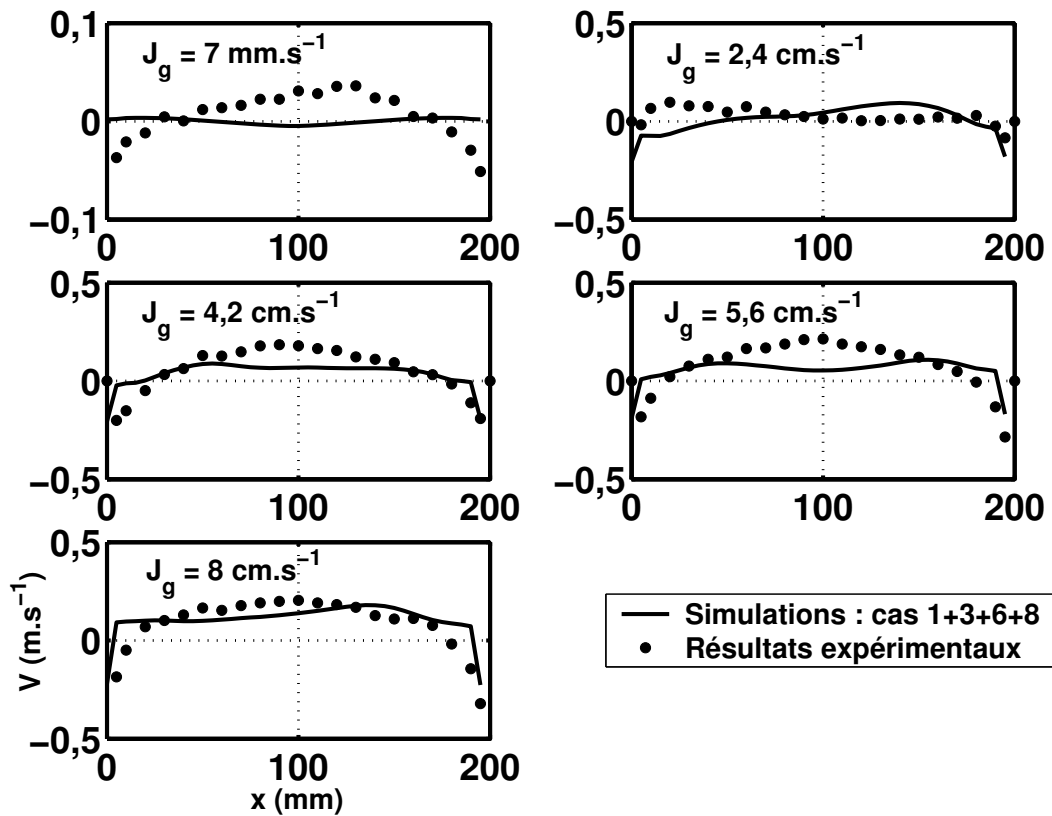 0,1
J_g = 7 mm.s⁻¹
0
−0,1
0 100 200
0,5
J_g = 2,4 cm.s⁻¹
0
−0,5
0 100 200
0,5
J_g = 4,2 cm.s⁻¹
0
−0,5
0 100 200
0,5
J_g = 5,6 cm.s⁻¹
0
−0,5
0 100 200
0,5
J_g = 8 cm.s⁻¹
0
−0,5
0 100 200
V (m.s⁻¹)
x (mm)
Simulations : cas 1+3+6+8
Résultats expérimentaux